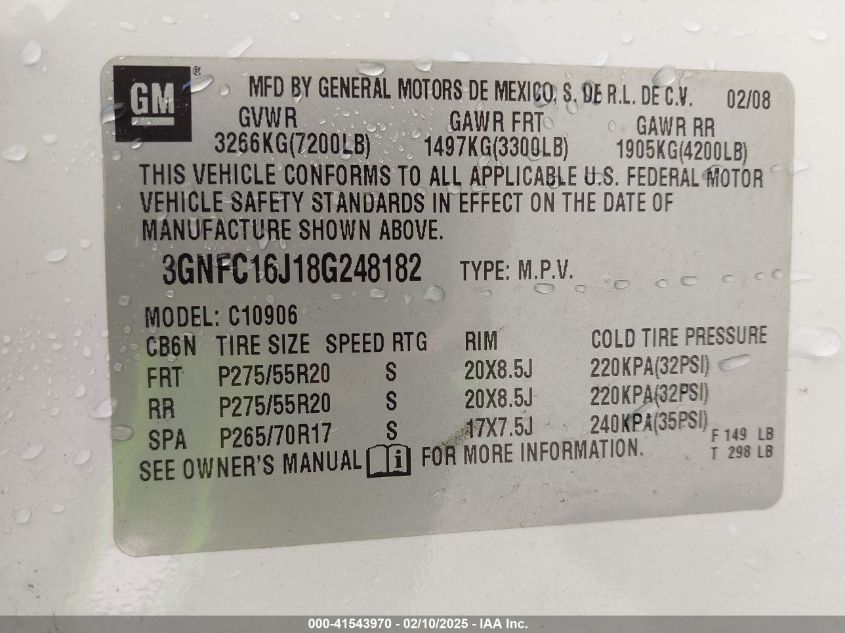 GM ®
MFD BY GENERAL MOTORS DE MEXICO, S. DE R.L. DE C.V. 02/08
GVWR GAWR FRT GAWR RR
3266KG(7200LB) 1497KG(3300LB) 1905KG(4200LB)
THIS VEHICLE CONFORMS TO ALL APPLICABLE U.S. FEDERAL MOTOR
VEHICLE SAFETY STANDARDS IN EFFECT ON THE DATE OF
MANUFACTURE SHOWN ABOVE.
3GNFC16J18G248182 TYPE: M.P.V.
MODEL: C10906
CB6N TIRE SIZE SPEED RTG RIM COLD TIRE PRESSURE
FRT P275/55R20 S 20X8.5J 220KPA(32PSI)
RR P275/55R20 S 20X8.5J 220KPA(32PSI)
SPA P265/70R17 S 17X7.5J 240KPA(35PSI)
F 149 LB
SEE OWNER'S MANUAL i FOR MORE INFORMATION.
T 298 LB
000-41543970 - 02/10/2025 - IAA Inc.